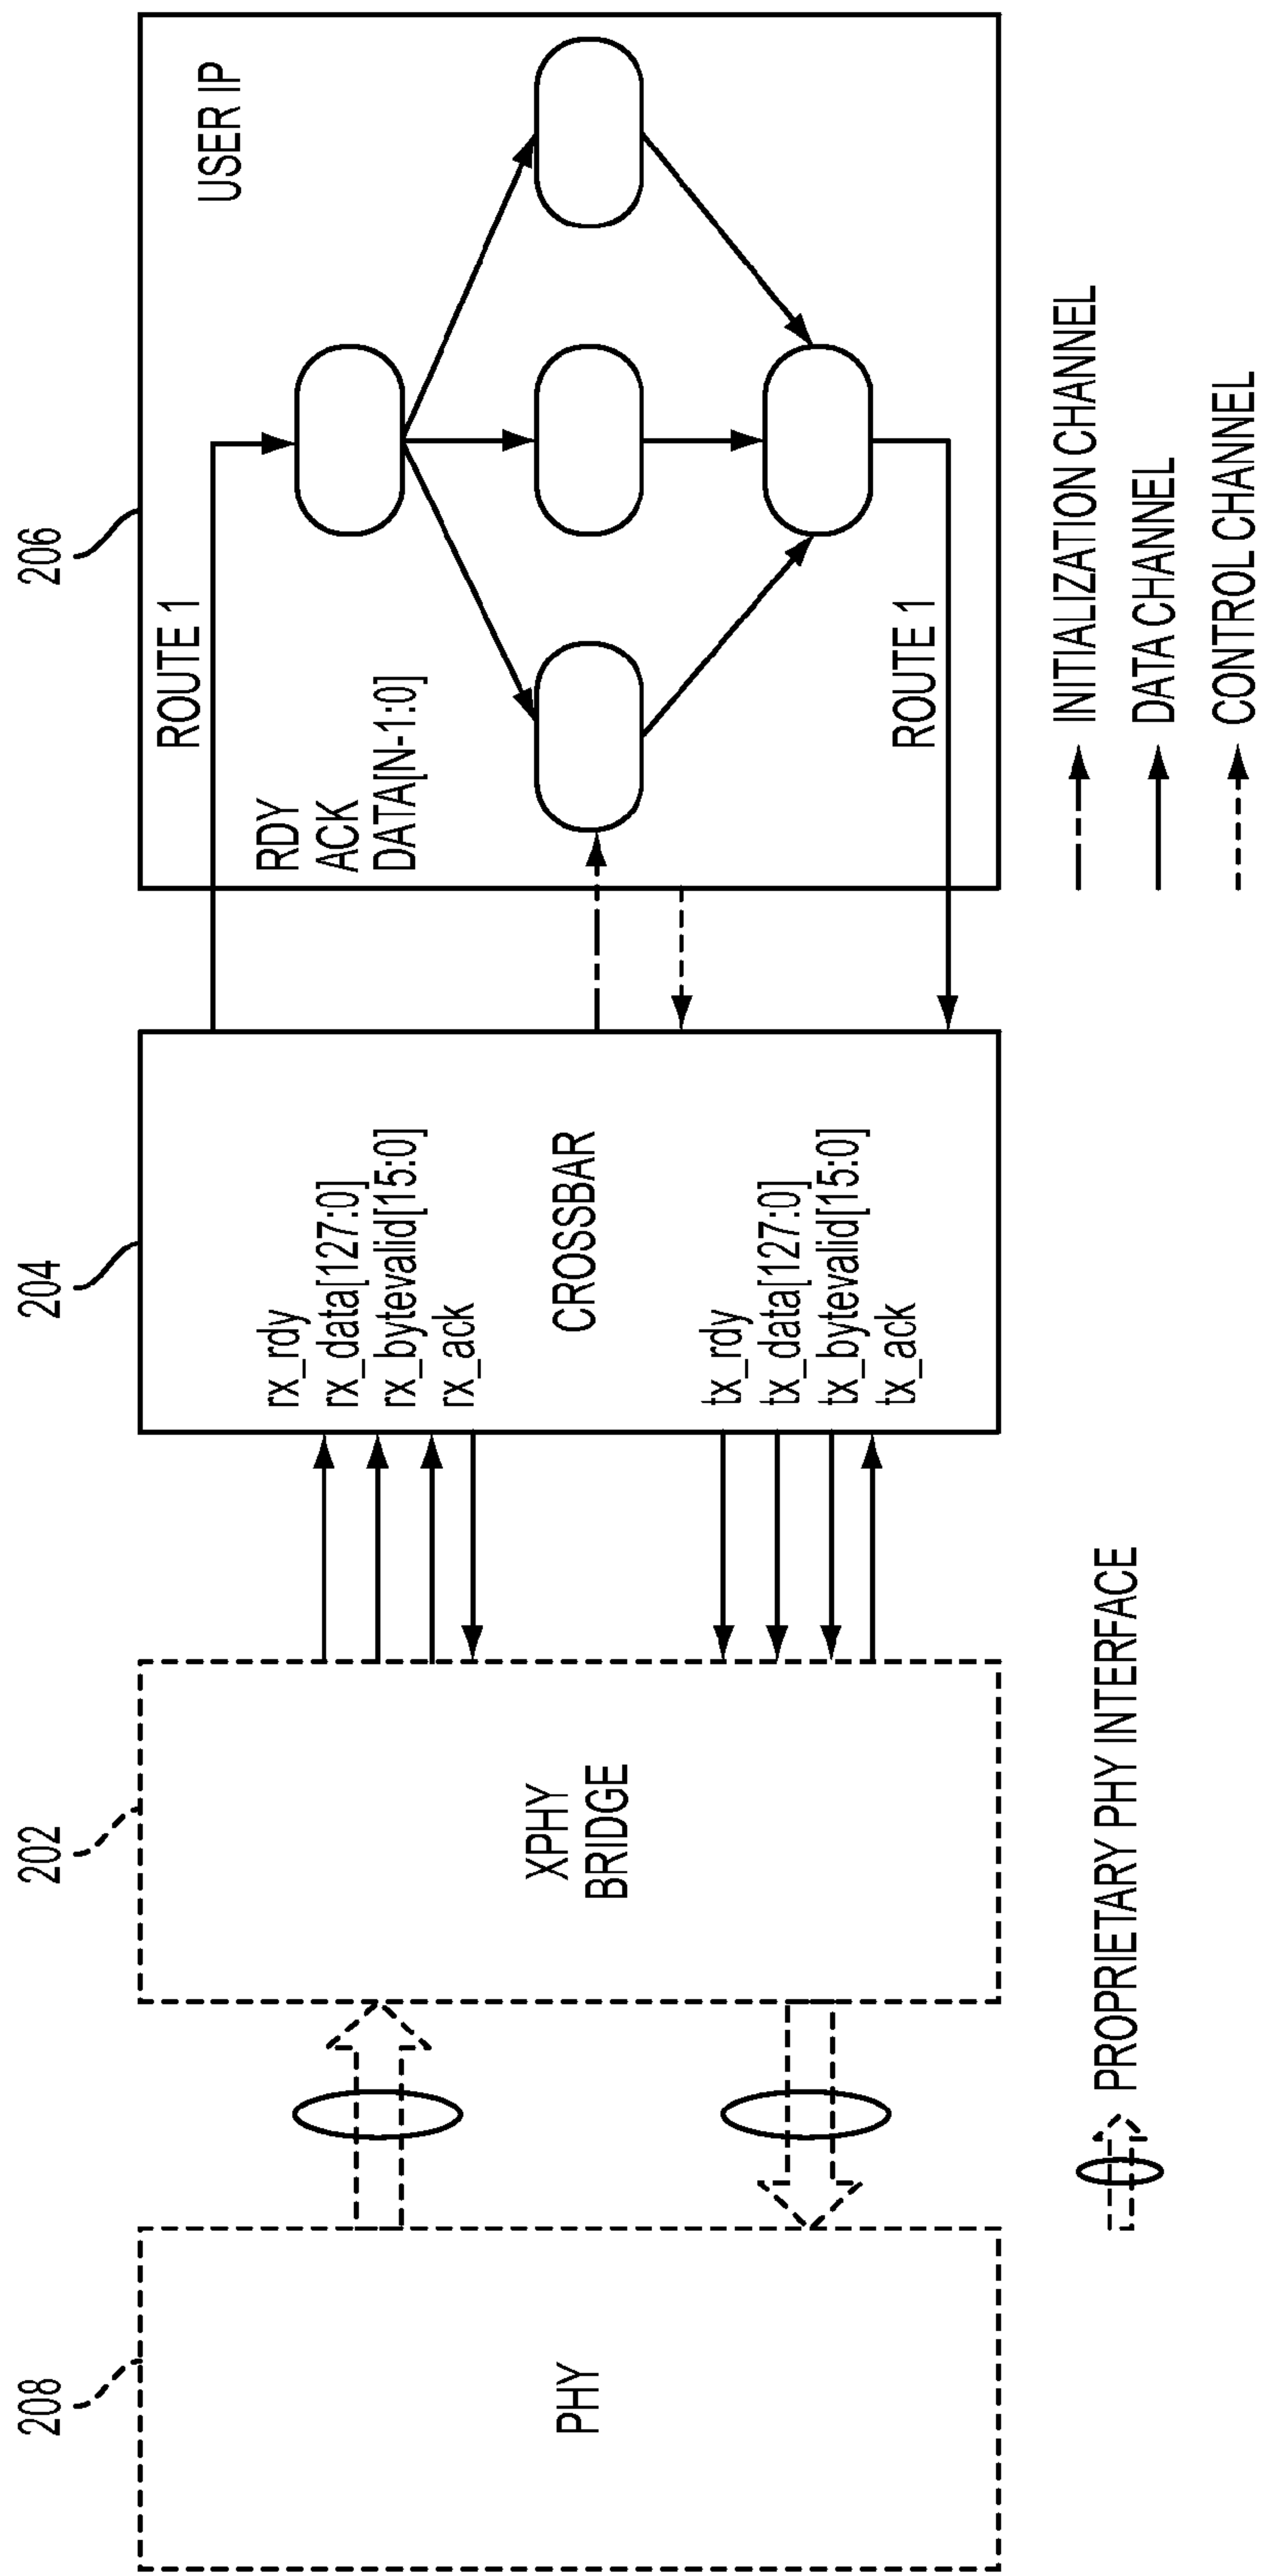 208
202
204
206
PHY
XPHY
BRIDGE
rx_rdy
rx_data[127:0]
rx_bytevalid[15:0]
rx_ack
CROSSBAR
tx_rdy
tx_data[127:0]
tx_bytevalid[15:0]
tx_ack
ROUTE 1
USER IP
RDY
ACK
DATA[N-1:0]
ROUTE 1
PROPRIETARY PHY INTERFACE
INITIALIZATION CHANNEL
DATA CHANNEL
CONTROL CHANNEL